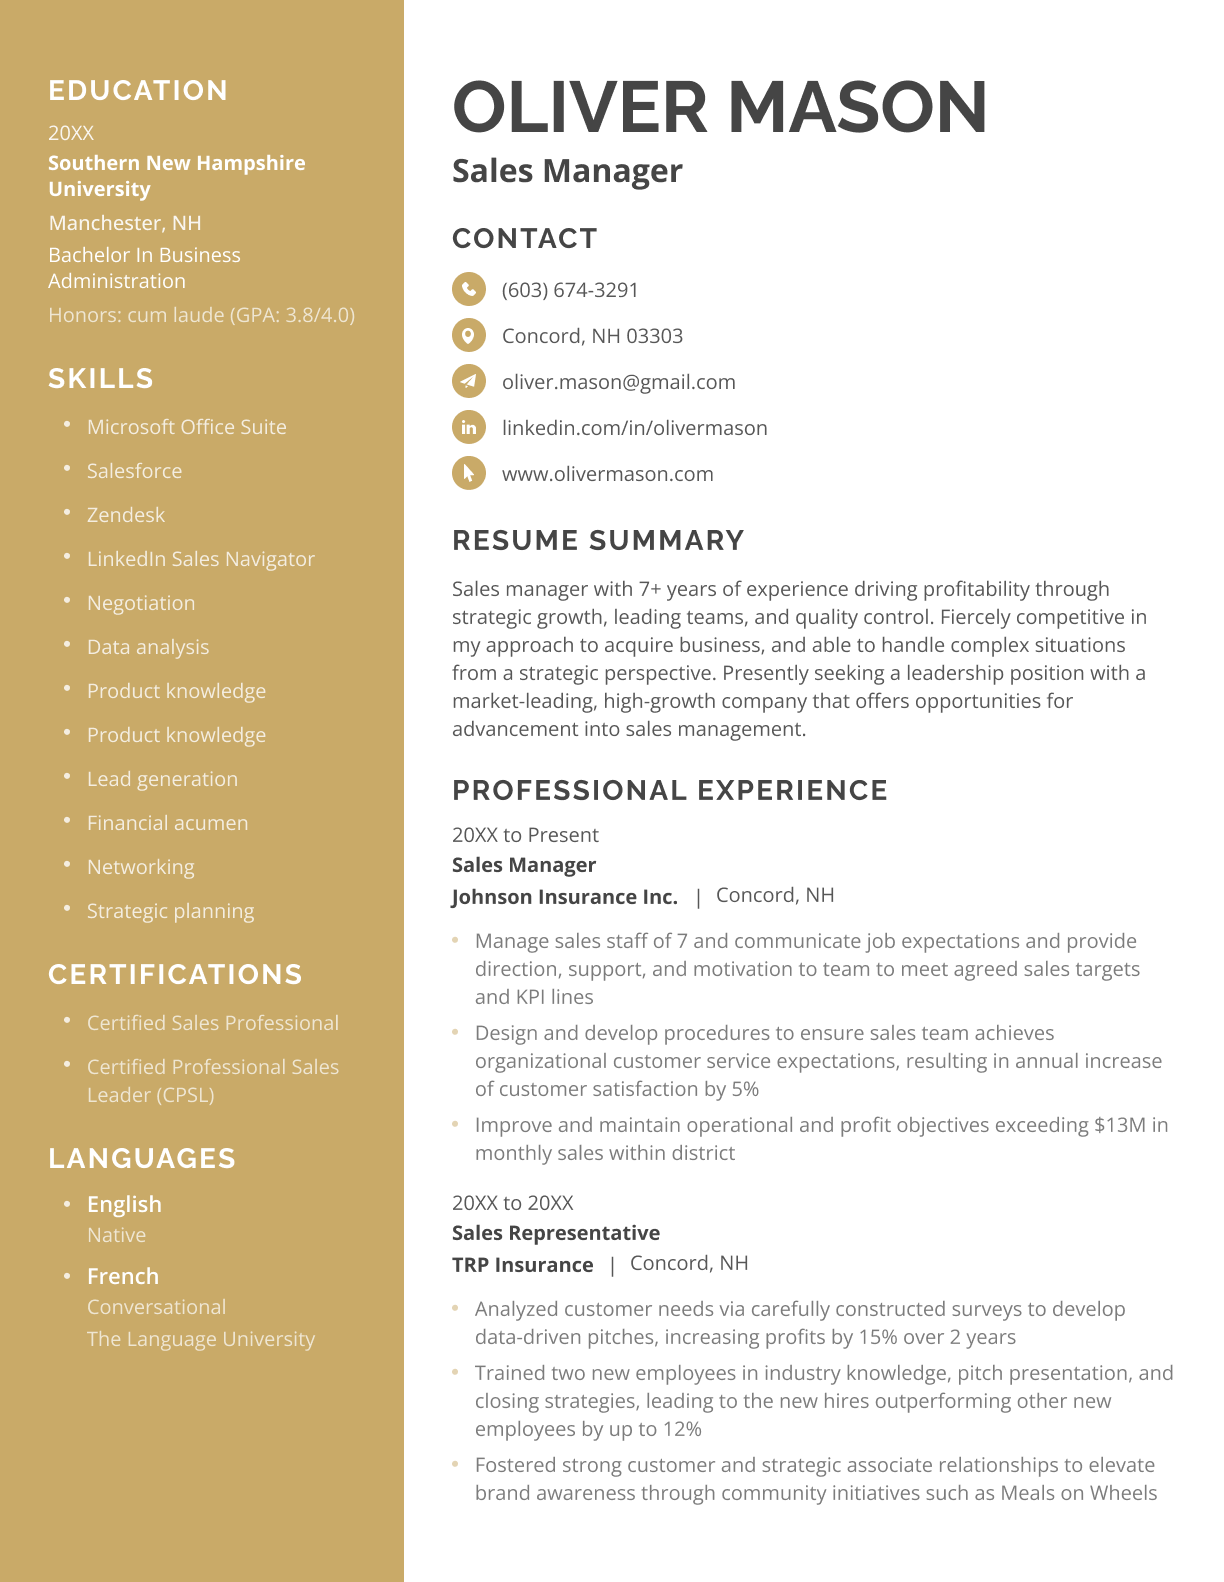 EDUCATION
20XX
Southern New Hampshire
University
Manchester, NH
Bachelor In Business
Administration
Honors: cum laude (GPA: 3.8/4.0)
SKILLS
• Microsoft Office Suite
• Salesforce
• Zendesk
• LinkedIn Sales Navigator
• Negotiation
• Data analysis
• Product knowledge
• Product knowledge
• Lead generation
• Financial acumen
• Networking
• Strategic planning
CERTIFICATIONS
• Certified Sales Professional
• Certified Professional Sales
Leader (CPSL)
LANGUAGES
• English
Native
• French
Conversational
The Language University
OLIVER MASON
Sales Manager
CONTACT
(603) 674-3291
Concord, NH 03303
oliver.mason@gmail.com
in linkedin.com/in/olivermason
www.olivermason.com
RESUME SUMMARY
Sales manager with 7+ years of experience driving profitability through
strategic growth, leading teams, and quality control. Fiercely competitive in
my approach to acquire business, and able to handle complex situations
from a strategic perspective. Presently seeking a leadership position with a
market-leading, high-growth company that offers opportunities for
advancement into sales management.
PROFESSIONAL EXPERIENCE
20XX to Present
Sales Manager
Johnson Insurance Inc. | Concord, NH
• Manage sales staff of 7 and communicate job expectations and provide
direction, support, and motivation to team to meet agreed sales targets
and KPI lines
• Design and develop procedures to ensure sales team achieves
organizational customer service expectations, resulting in annual increase
of customer satisfaction by 5%
• Improve and maintain operational and profit objectives exceeding $13M in
monthly sales within district
20XX to 20XX
Sales Representative
TRP Insurance | Concord, NH
• Analyzed customer needs via carefully constructed surveys to develop
data-driven pitches, increasing profits by 15% over 2 years
• Trained two new employees in industry knowledge, pitch presentation, and
closing strategies, leading to the new hires outperforming other new
employees by up to 12%
• Fostered strong customer and strategic associate relationships to elevate
brand awareness through community initiatives such as Meals on Wheels